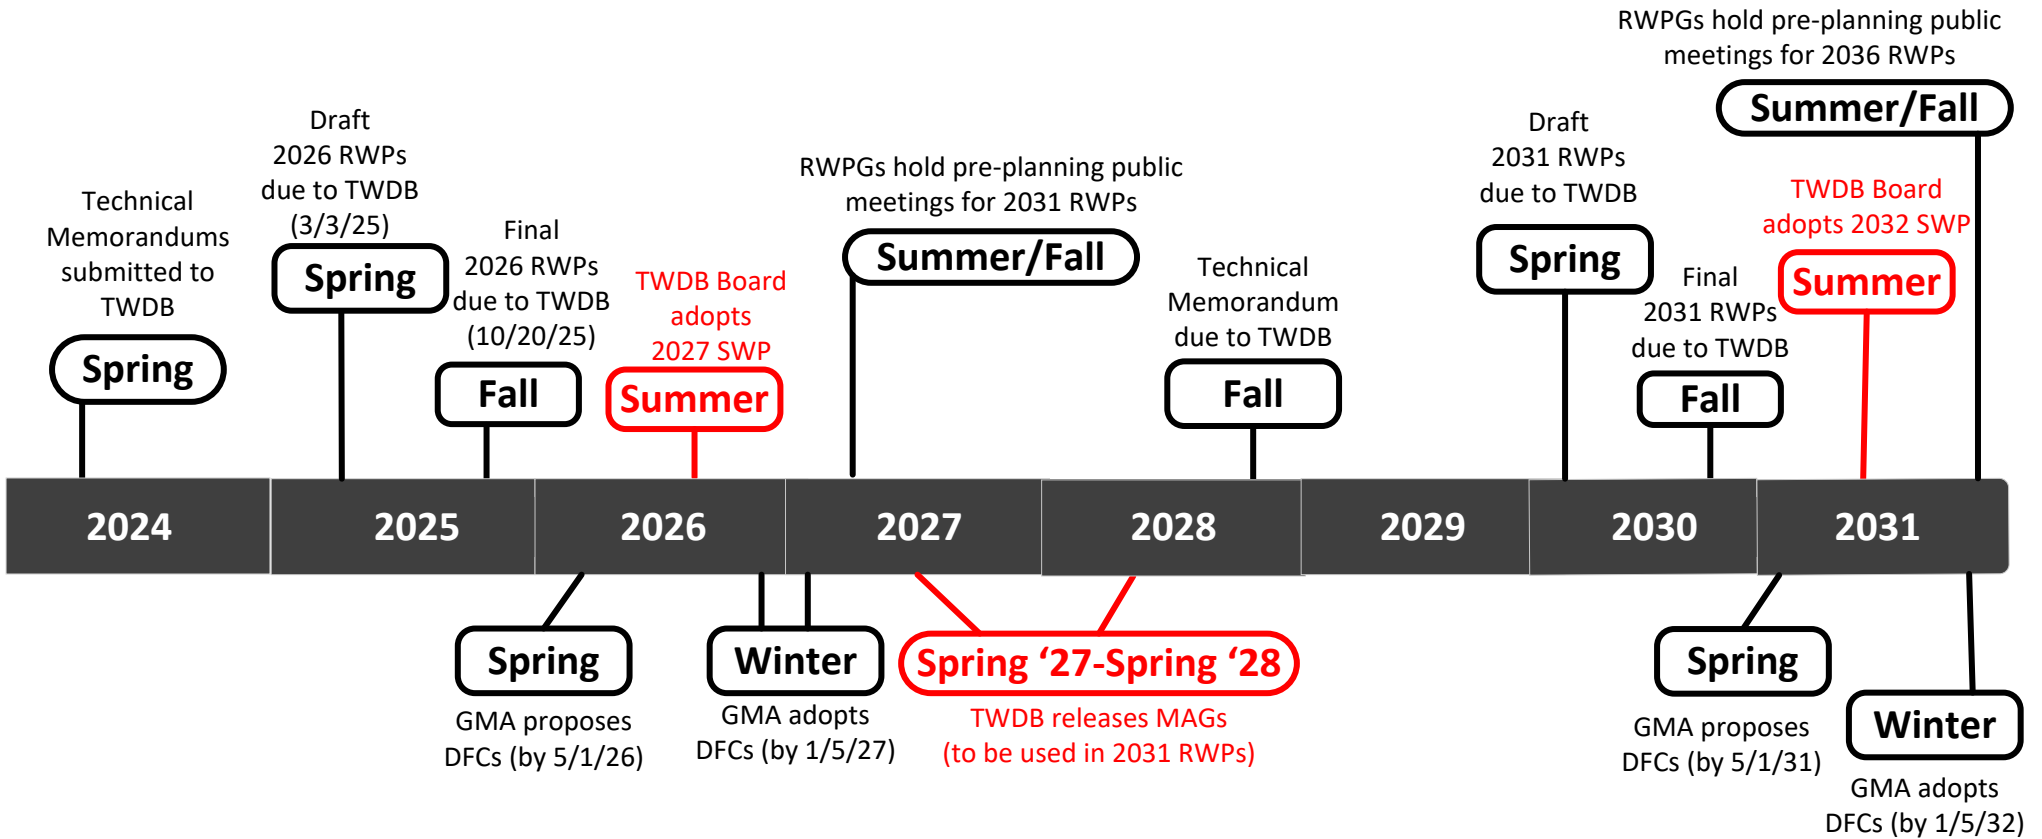 Technical
Memorandums
submitted to
TWDB
Spring
Draft
2026 RWPs
due to TWDB
(3/3/25)
Spring
Final
2026 RWPs
due to TWDB
(10/20/25)
Fall
TWDB Board
adopts
2027 SWP
Summer
RWPGs hold pre-planning public
meetings for 2031 RWPs
Summer/Fall
Technical
Memorandum
due to TWDB
Fall
Draft
2031 RWPs
due to TWDB
Spring
Final
2031 RWPs
due to TWDB
Fall
RWPGs hold pre-planning public
meetings for 2036 RWPs
Summer/Fall
TWDB Board
adopts 2032 SWP
Summer
2024
2025
2026
2027
2028
2029
2030
2031
Spring
GMA proposes
DFCs (by 5/1/26)
Winter
GMA adopts
DFCs (by 1/5/27)
Spring ‘27-Spring ‘28
TWDB releases MAGs
(to be used in 2031 RWPs)
Spring
GMA proposes
DFCs (by 5/1/31)
Winter
GMA adopts
DFCs (by 1/5/32)